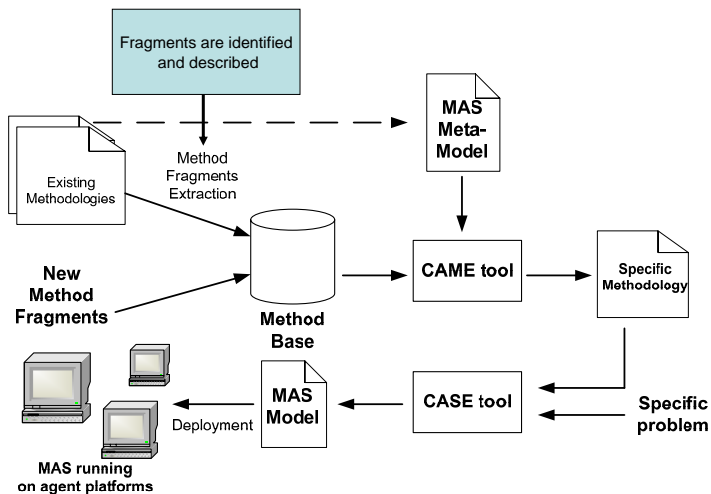 Fragments are identified
and described
MAS
Meta-
Model
Existing
Methodologies
Method
Fragments
Extraction
CAME tool
Specific
Methodology
New
Method
Fragments
Method
Base
MAS
Model
CASE tool
Specific
problem
Deployment
MAS running
on agent platforms